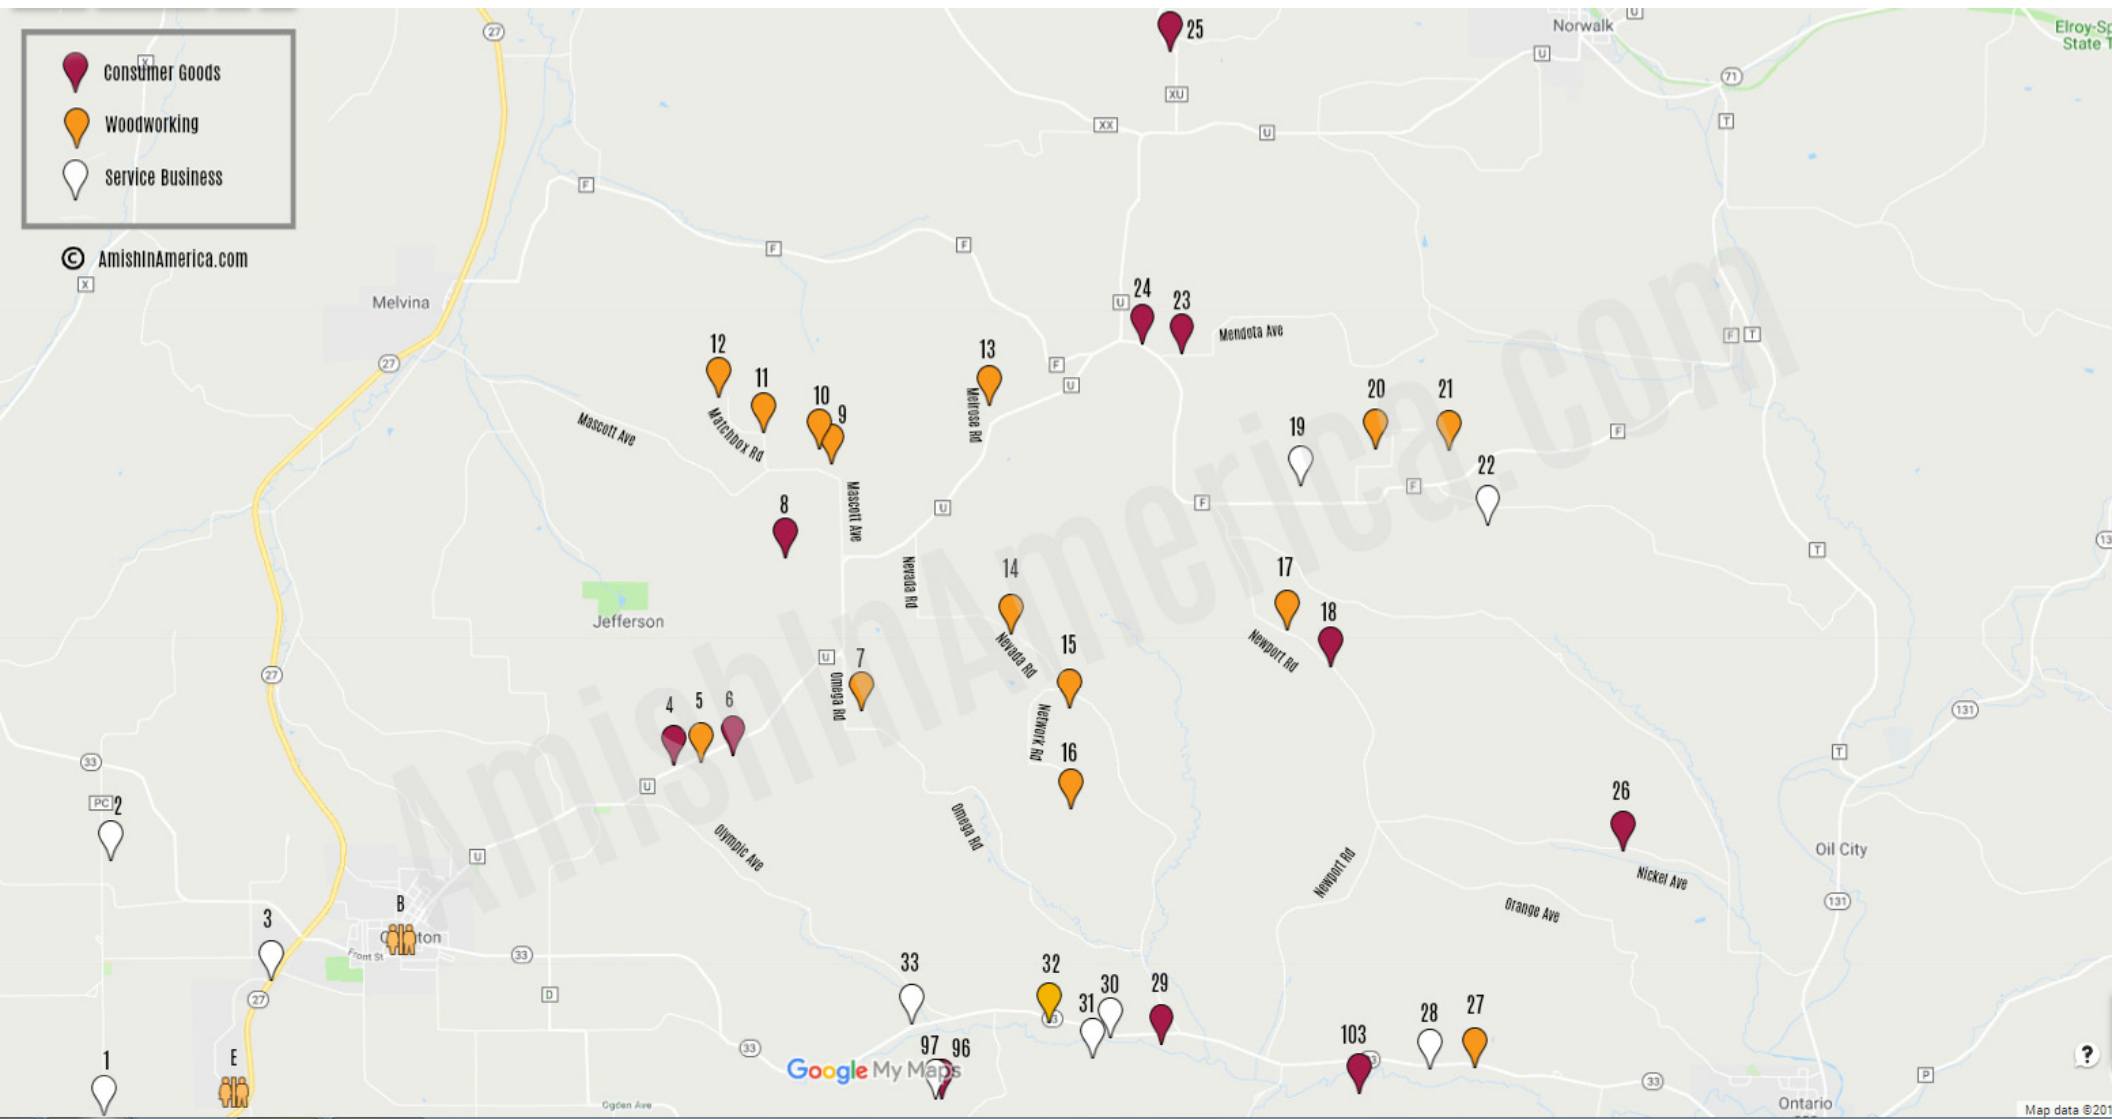 Consumer Goods
Woodworking
Service Business
© AmishInAmerica.com
X
X
27
25
XU
XX
U
Norwalk
U
U
71
Elroy-Sp
State T
T
F
F
F
Melvina
27
24
U
23
Mendota Ave
F
T
12
11
10
9
13
F
U
Melrose Rd
Matchbox Rd
Mascott Ave
20
21
19
22
F
F
F
8
Mascott Ave
U
T
13
Nevada Rd
14
17
18
Jefferson
Nevada Rd
15
Newport Rd
U
7
Omega Rd
27
4
5
6
Network Rd
16
131
T
33
PC
2
U
U
Olympic Ave
Omega Rd
26
Oil City
Nickel Ave
Newport Rd
Orange Ave
131
B
3
Front St
33
27
D
33
32
30
31
29
28
27
103
1
E
33
97
96
Google My Maps
Ogden Ave
33
P
Ontario
?
Map data ©201
AmishInAmerica.com